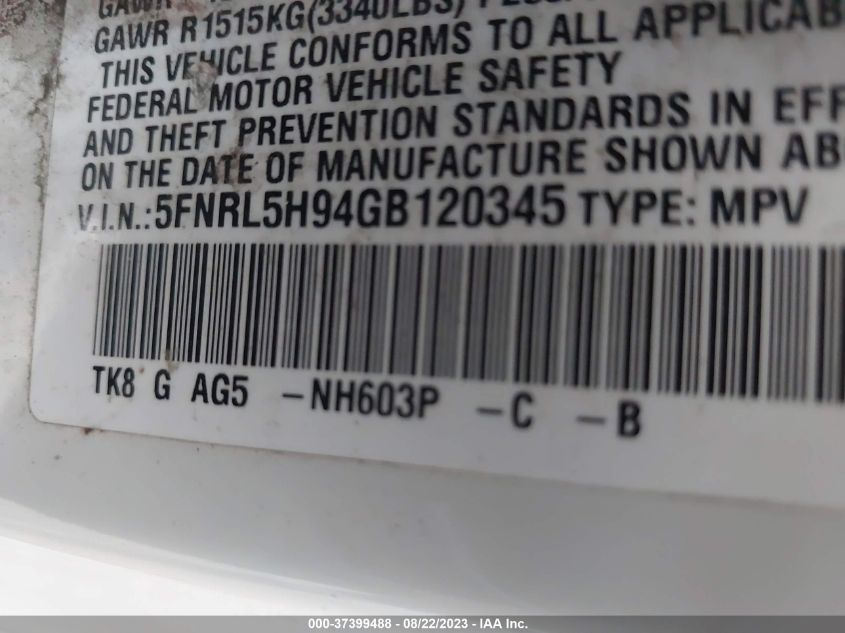 GAWR
GAWR R1515KG(3340LBS)
THIS VEHICLE CONFORMS TO ALL APPLICAB
FEDERAL MOTOR VEHICLE SAFETY
AND THEFT PREVENTION STANDARDS IN EFF
ON THE DATE OF MANUFACTURE SHOWN AB
V.I.N.:5FNRL5H94GB120345 TYPE: MPV
TK8 G AG5 -NH603P -C -B
000-37399488 - 08/22/2023 - IAA Inc.